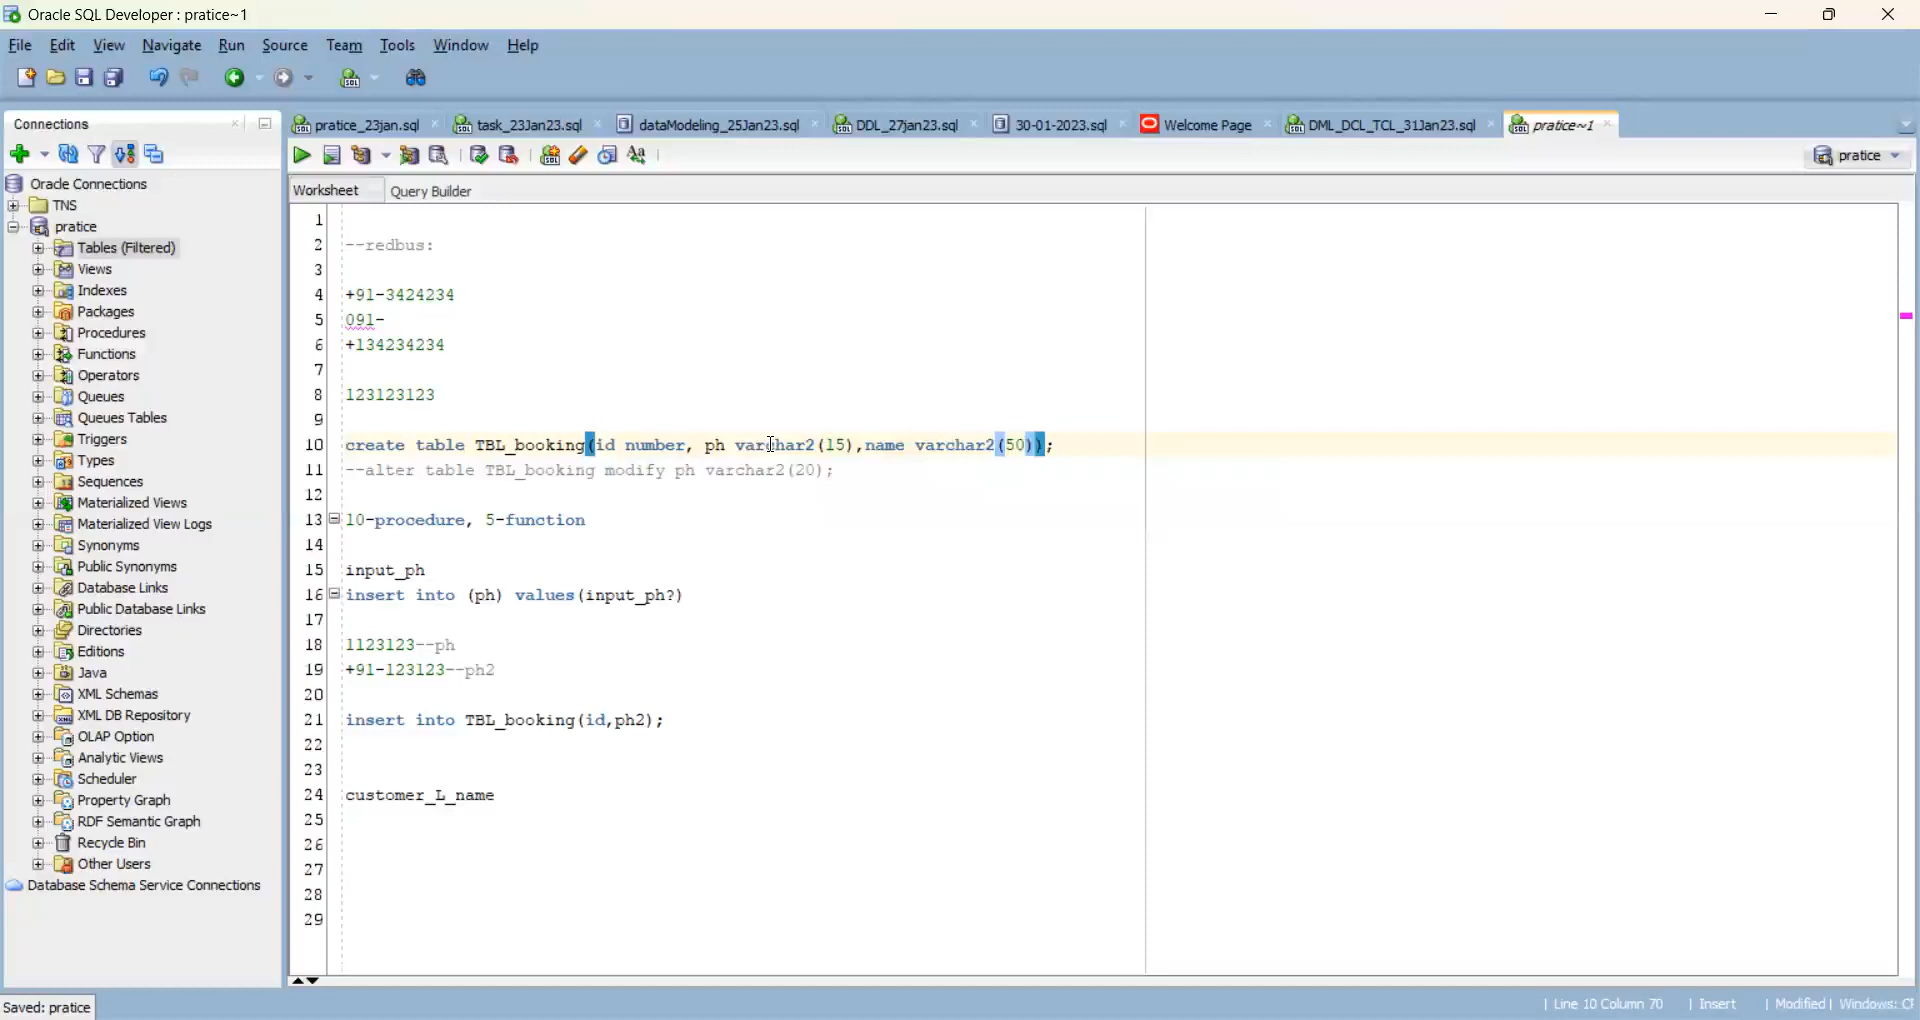 Oracle SQL Developer : pratice~1
File Edit View Navigate Run Source Team Tools Window Help
Connections
pratice_23jan.sql task_23Jan23.sql dataModeling_25Jan23.sql DDL_27jan23.sql 30-01-2023.sql Welcome Page DML_DCL_TCL_31Jan23.sql pratice~1
pratice
Worksheet Query Builder
Oracle Connections
TNS
pratice
Tables (Filtered)
Views
Indexes
Packages
Procedures
Functions
Operators
Queues
Queues Tables
Triggers
Types
Sequences
Materialized Views
Materialized View Logs
Synonyms
Public Synonyms
Database Links
Public Database Links
Directories
Editions
Java
XML Schemas
XML DB Repository
OLAP Option
Analytic Views
Scheduler
Property Graph
RDF Semantic Graph
Recycle Bin
Other Users
Database Schema Service Connections
1
2 --redbus:
3
4 +91-3424234
5 091-
6 +134234234
7
8 123123123
9
10 create table TBL_booking(id number, ph varchar2(15),name varchar2(50));
11 --alter table TBL_booking modify ph varchar2(20);
12
13 10-procedure, 5-function
14
15 input_ph
16 insert into (ph) values(input_ph?)
17
18 1123123--ph
19 +91-123123--ph2
20
21 insert into TBL_booking(id,ph2);
22
23
24 customer_L_name
25
26
27
28
29
Saved: pratice
Line 10 Column 70 | Insert | Modified | Windows: